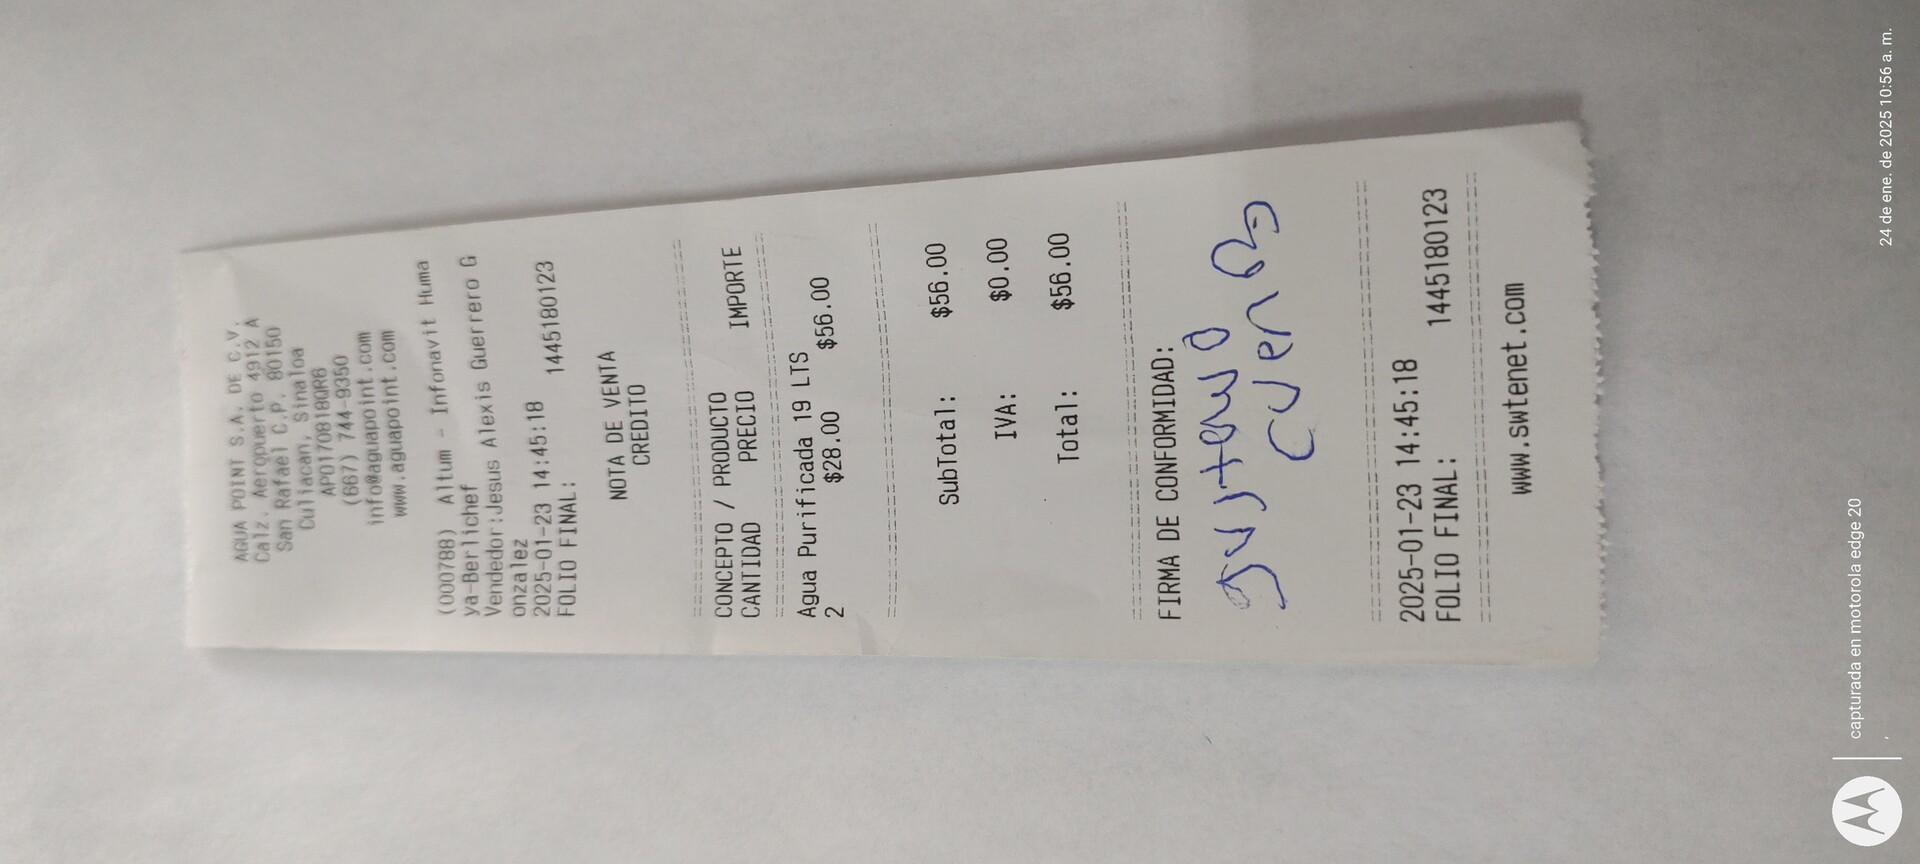 AGUA POINT S.A. DE C.V.
Calz. Aeropuerto 4912 A
San Rafael C.P. 80150
Culiacan, Sinaloa
APO170818QR6
(667) 744-9350
info@aguapoint.com
www.aguapoint.com
(000788) Altum - Infonavit Huma
ya-Berlichef
Vendedor:Jesus Alexis Guerrero G
onzalez
2025-01-23 14:45:18
FOLIO FINAL: 1445180123
NOTA DE VENTA
CREDITO
CONCEPTO / PRODUCTO
CANTIDAD PRECIO IMPORTE
Agua Purificada 19 LTS
2 $28.00 $56.00
SubTotal: $56.00
IVA: $0.00
Total: $56.00
FIRMA DE CONFORMIDAD:
2025-01-23 14:45:18
FOLIO FINAL: 1445180123
www.swtenet.com
capturada en motorola edge 20
,
24 de ene. de 2025 10:56 a. m.